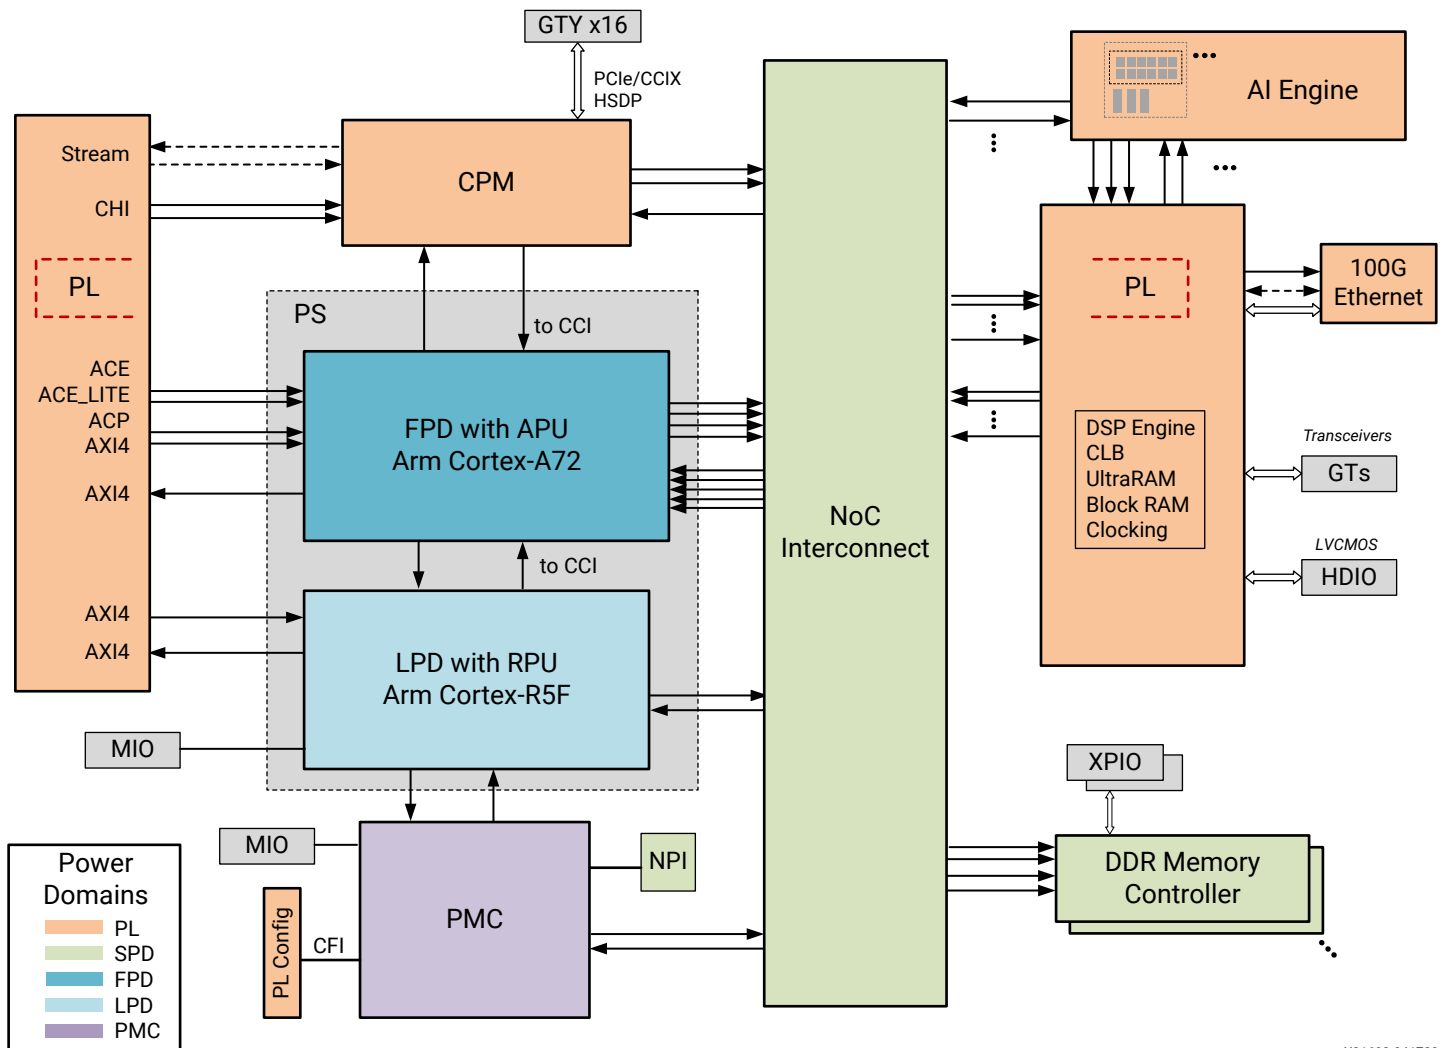 GTY x16
PCIe/CCIX
HSDP
AI Engine
Stream
CPM
CHI
PL
PS
to CCI
PL
100G
Ethernet
ACE
ACE_LITE
ACP
AXI4
FPD with APU
Arm Cortex-A72
AXI4
DSP Engine
CLB
UltraRAM
Block RAM
Clocking
Transceivers
GTs
NoC
Interconnect
LVCMOS
HDIO
to CCI
AXI4
AXI4
LPD with RPU
Arm Cortex-R5F
MIO
XPIO
MIO
NPI
DDR Memory
Controller
PMC
PL Config
CFI
Power
Domains
PL
SPD
FPD
LPD
PMC